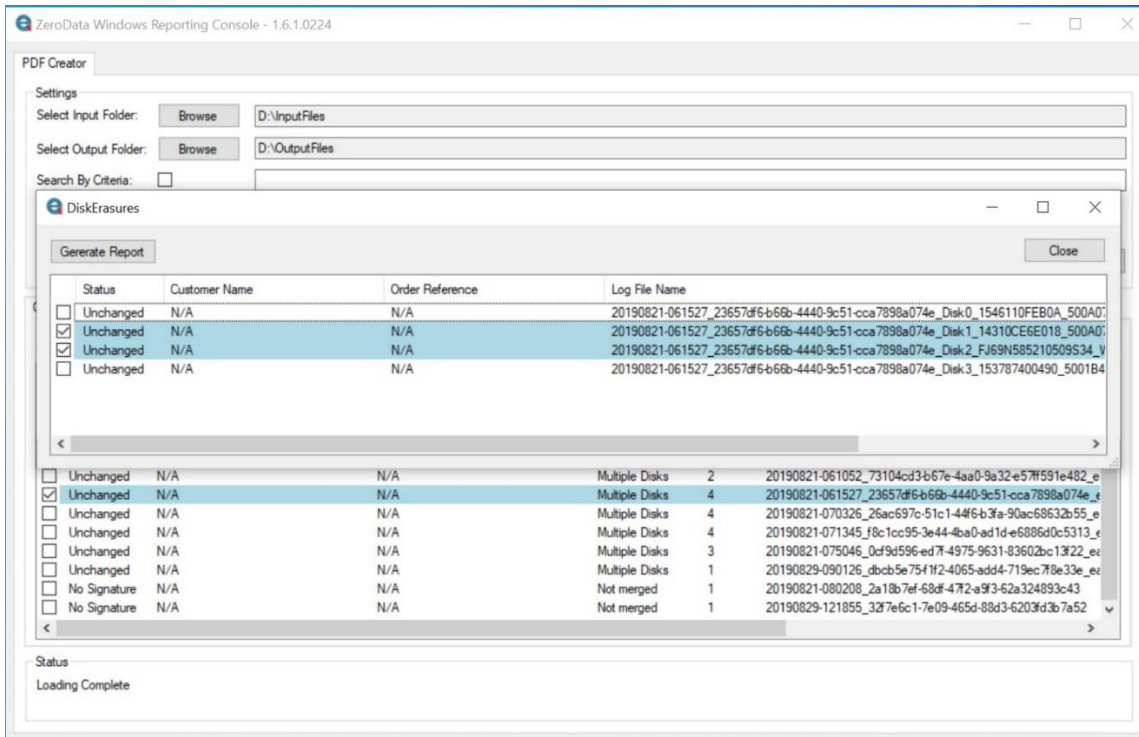 ZeroData Windows Reporting Console - 1.6.1.0224
PDF Creator
Settings
Select Input Folder: Browse D:\InputFiles
Select Output Folder: Browse D:\OutputFiles
Search By Criteria:
DiskErasures
Gererate Report Close
Status Customer Name Order Reference Log File Name
Unchanged N/A N/A 20190821-061527_23657df6-b66b-4440-9c51-cca7898a074e_Disk0_1546110FEB0A_500A07
Unchanged N/A N/A 20190821-061527_23657df6-b66b-4440-9c51-cca7898a074e_Disk1_14310CE6E018_500A07
Unchanged N/A N/A 20190821-061527_23657df6-b66b-4440-9c51-cca7898a074e_Disk2_FJ69N585210509S34_W
Unchanged N/A N/A 20190821-061527_23657df6-b66b-4440-9c51-cca7898a074e_Disk3_153787400490_5001B4
Unchanged N/A N/A Multiple Disks 2 20190821-061052_73104cd3-b67e-4aa0-9a32-e57ff591e482_e
Unchanged N/A N/A Multiple Disks 4 20190821-061527_23657df6-b66b-4440-9c51-cca7898a074e_e
Unchanged N/A N/A Multiple Disks 4 20190821-070326_26ac697c-51c1-44f6-b3fa-90ac68632b55_e
Unchanged N/A N/A Multiple Disks 4 20190821-071345_f8c1cc95-3e44-4ba0-ad1d-e6886d0c5313_e
Unchanged N/A N/A Multiple Disks 3 20190821-075046_0cf9d596-ed7f-4975-9631-83602bc13f22_ea
Unchanged N/A N/A Multiple Disks 1 20190829-090126_dbcb5e75-f1f2-4065-add4-719ec7f8e33e_ea
No Signature N/A N/A Not merged 1 20190821-080208_2a18b7ef-68df-47f2-a9f3-62a324893c43
No Signature N/A N/A Not merged 1 20190829-121855_32f7e6c1-7e09-465d-88d3-6203fd3b7a52
Status
Loading Complete